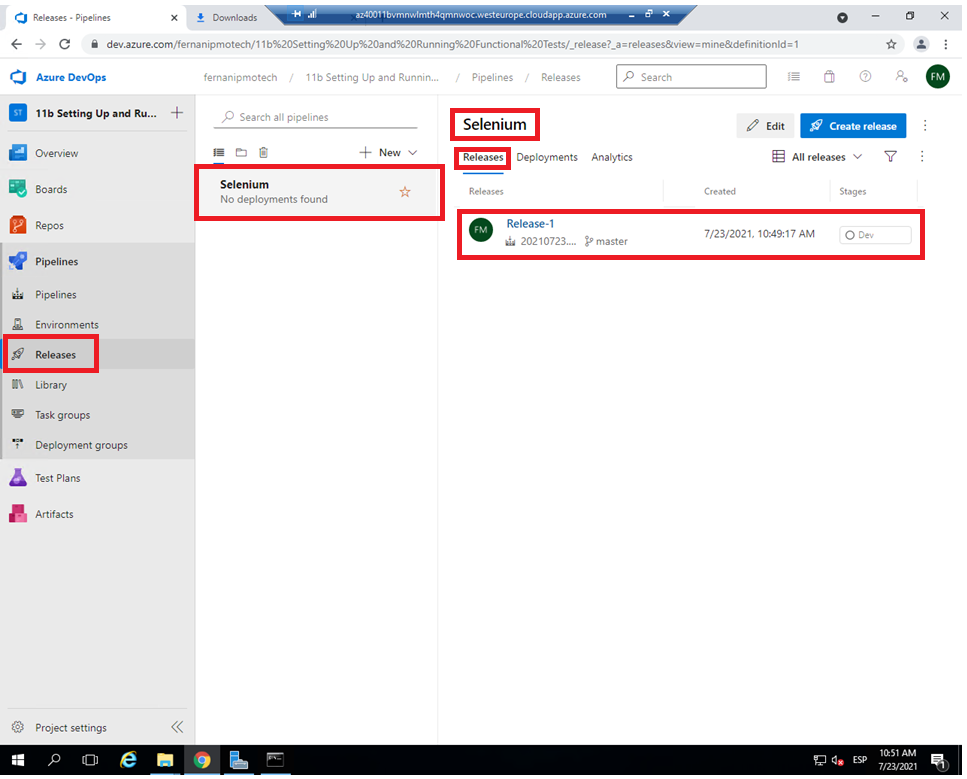 Releases - Pipelines
Downloads
az40011bvmnwlmth4qmnwoc.westeurope.cloudapp.azure.com
dev.azure.com/fernanipmotech/11b%20Setting%20Up%20and%20Running%20Functional%20Tests/_release?_a=releases&view=mine&definitionId=1
Azure DevOps
fernanipmotech / 11b Setting Up and Runnin... / Pipelines / Releases
Search
FM
ST
11b Setting Up and Ru...
Overview
Boards
Repos
Pipelines
Pipelines
Environments
Releases
Library
Task groups
Deployment groups
Test Plans
Artifacts
Project settings
Search all pipelines
New
Selenium
No deployments found
Selenium
Edit
Create release
Releases Deployments Analytics
All releases
Releases Created Stages
FM
Release-1
20210723.... master
7/23/2021, 10:49:17 AM
Dev
ESP
10:51 AM
7/23/2021
1